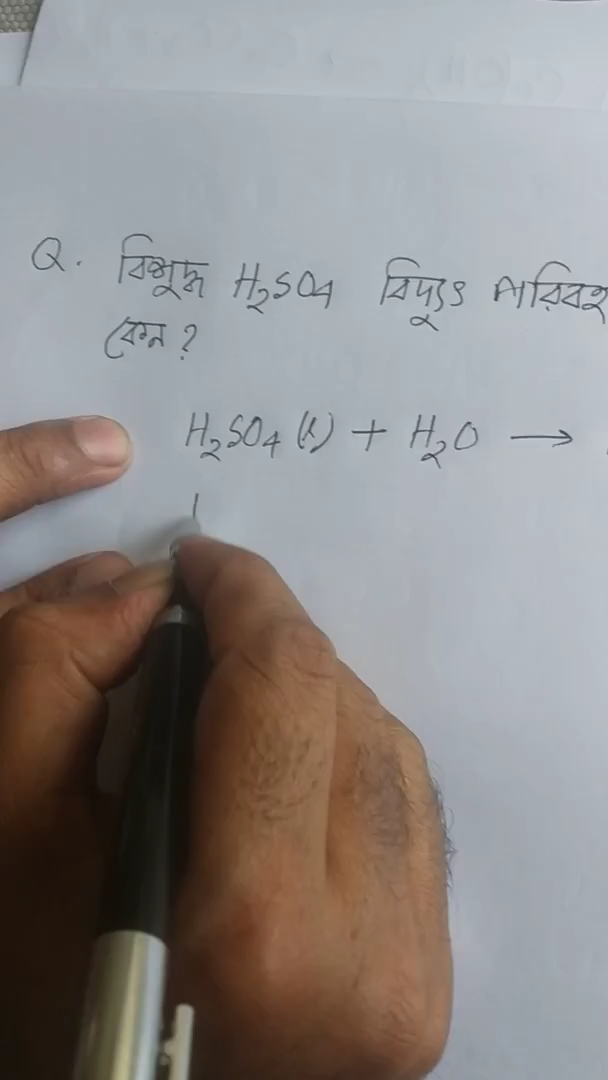 Q. বিশুদ্ধ H₂SO₄ বিদ্যুৎ পরিবহ
কেন?
H₂SO₄ (l) + H₂O →